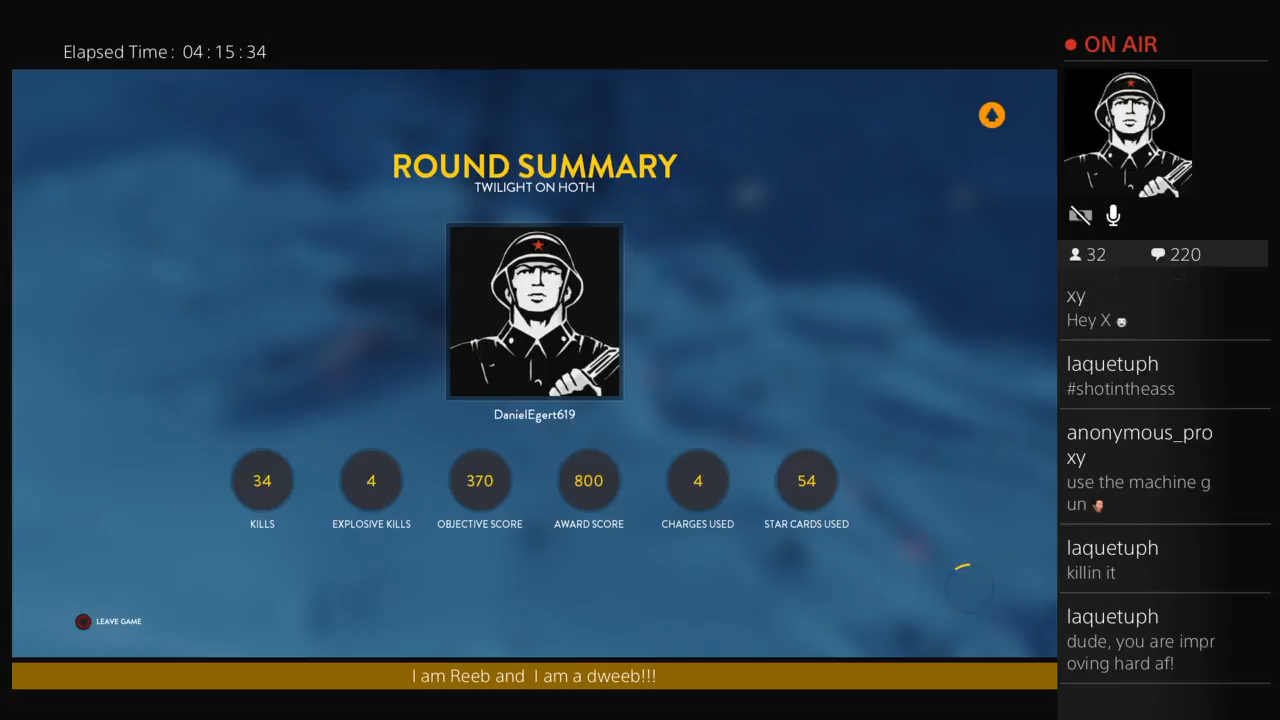 Elapsed Time: 04:15:34
ON AIR
ROUND SUMMARY
TWILIGHT ON HOTH
DanielEgert619
34
4
370
800
4
54
KILLS
EXPLOSIVE KILLS
OBJECTIVE SCORE
AWARD SCORE
CHARGES USED
STAR CARDS USED
LEAVE GAME
I am Reeb and I am a dweeb!!!
32
220
xy
Hey X
laquetuph
#shotintheass
anonymous_pro
xy
use the machine g
un
laquetuph
killin it
laquetuph
dude, you are impr
oving hard af!